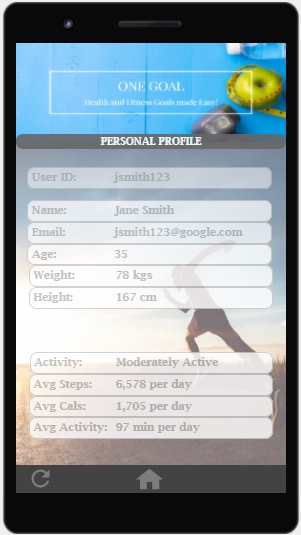 ONE GOAL
Health and Fitness Goals made Easy!
PERSONAL PROFILE
User ID: jsmith123
Name: Jane Smith
Email: jsmith123@google.com
Age: 35
Weight: 78 kgs
Height: 167 cm
Activity: Moderately Active
Avg Steps: 6,578 per day
Avg Cals: 1,705 per day
Avg Activity: 97 min per day